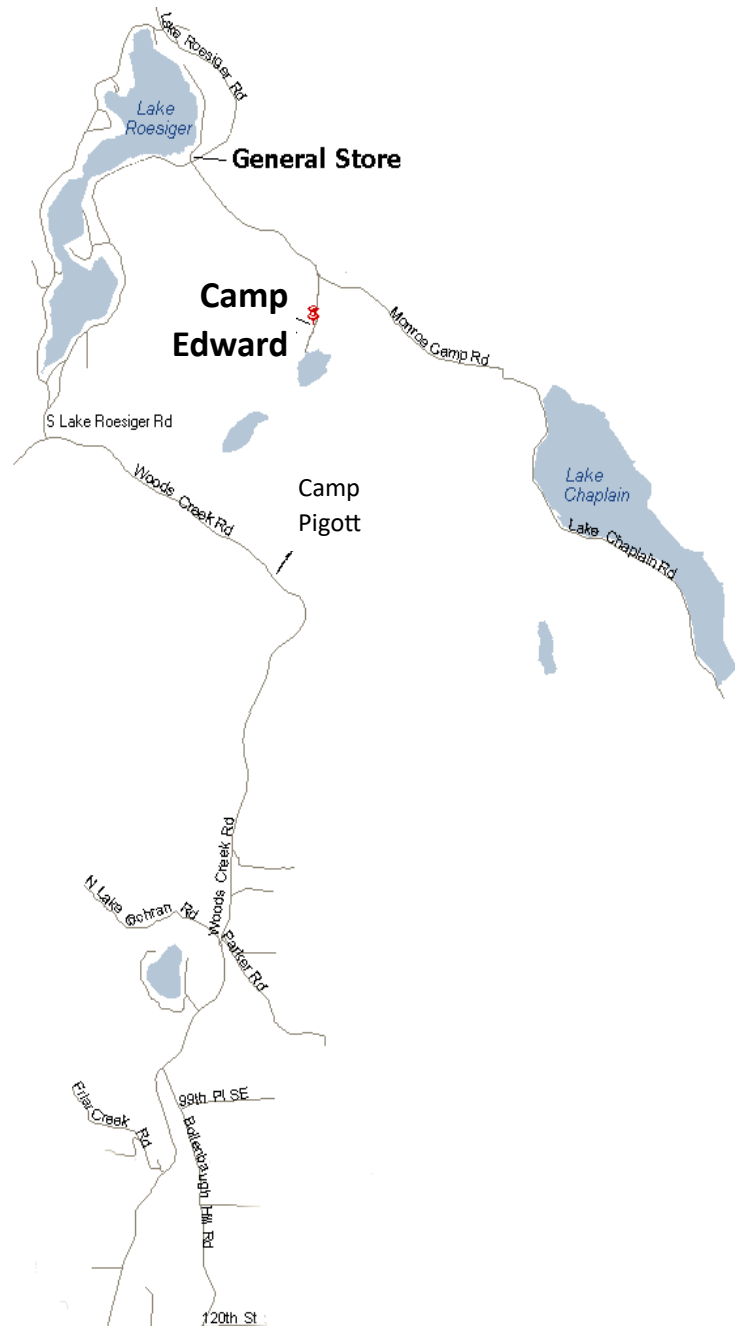 Lake Roesiger Rd
Lake
Roesiger
General Store
Camp
Edward
Monroe Camp Rd
S Lake Roesiger Rd
Lake
Chaplain
Woods Creek Rd
Camp
Pigott
Lake Chaplain Rd
Woods Creek Rd
N Lake Rd
Parker Rd
99th Pl SE
Friar Creek Rd
Bollenbaugh Hill Rd
120th St